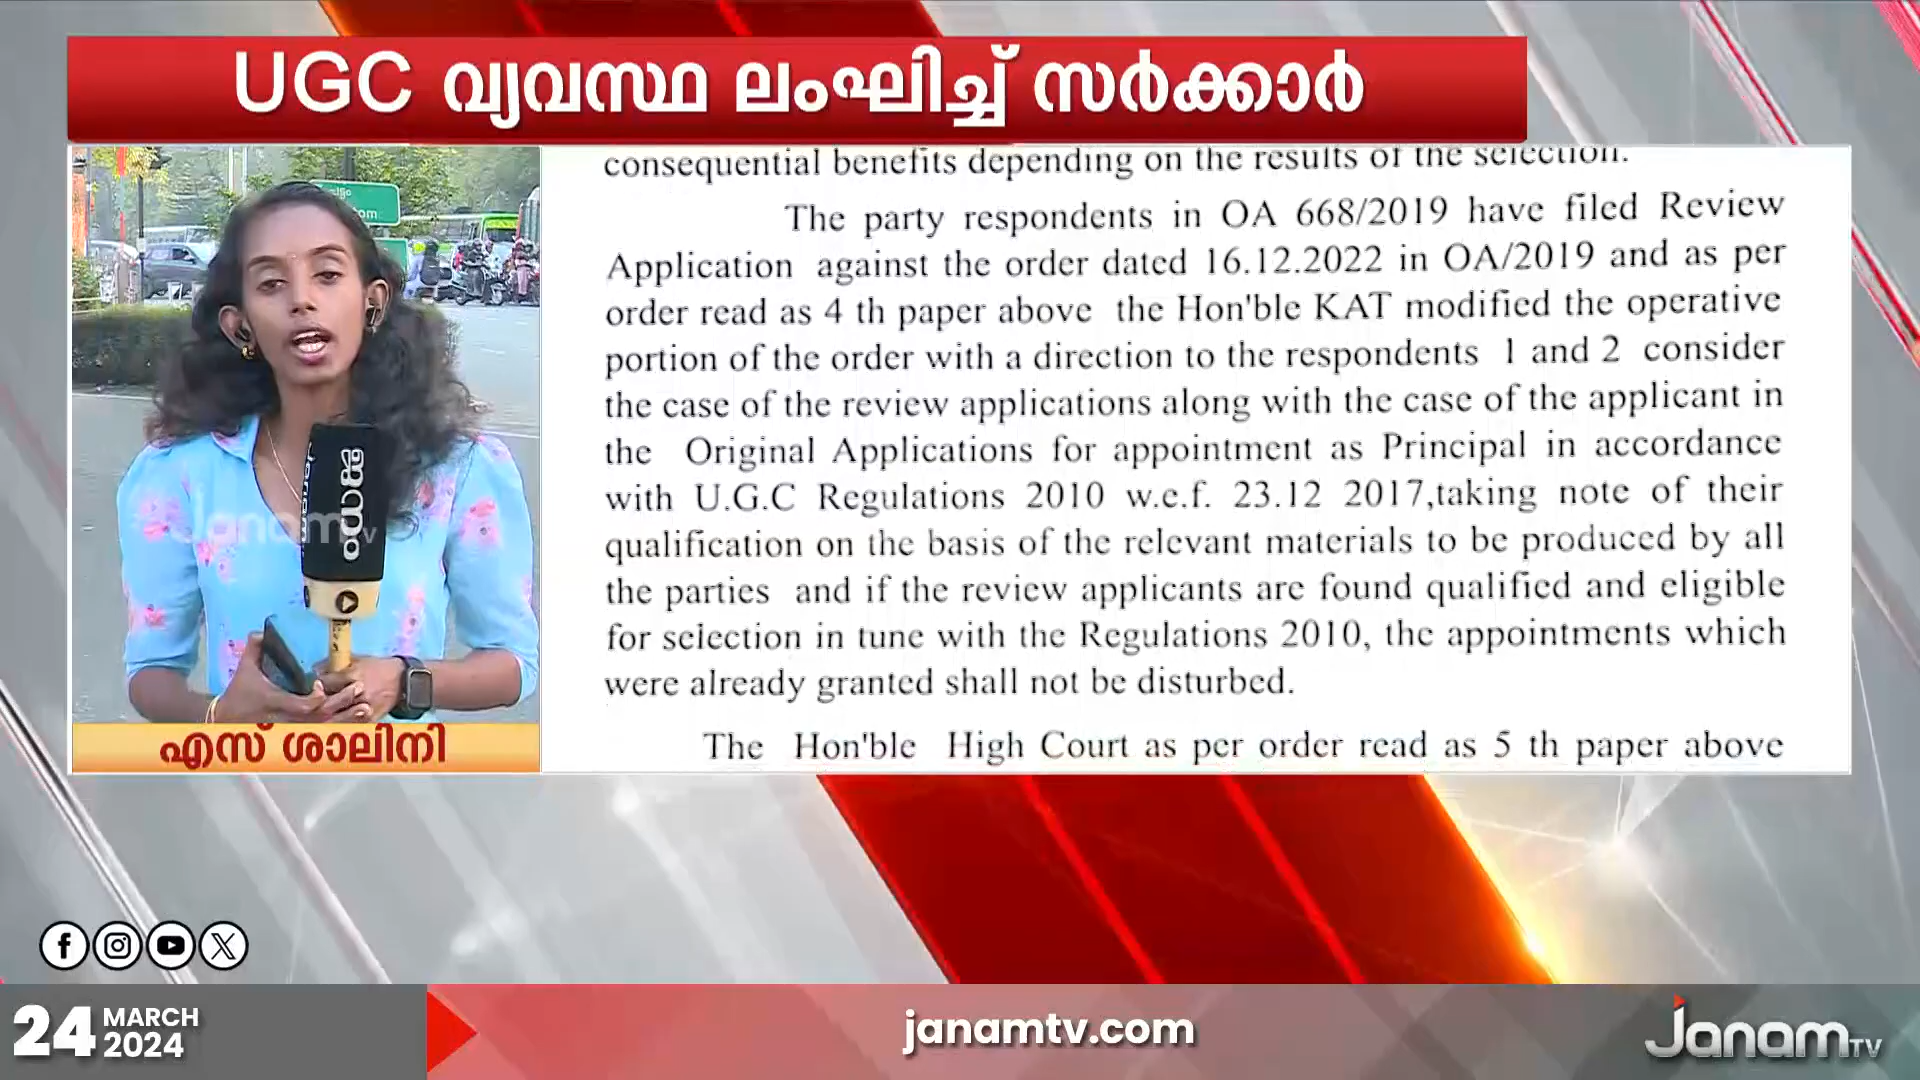 UGC വ്യവസ്ഥ ലംഘിച്ച് സർക്കാർ
consequential benefits depending on the results of the selection.
The party respondents in OA 668/2019 have filed Review
Application against the order dated 16.12.2022 in OA/2019 and as per
order read as 4 th paper above the Hon'ble KAT modified the operative
portion of the order with a direction to the respondents 1 and 2 consider
the case of the review applications along with the case of the applicant in
the Original Applications for appointment as Principal in accordance
with U.G.C Regulations 2010 w.e.f. 23.12 2017,taking note of their
qualification on the basis of the relevant materials to be produced by all
the parties and if the review applicants are found qualified and eligible
for selection in tune with the Regulations 2010, the appointments which
were already granted shall not be disturbed.
The Hon'ble High Court as per order read as 5 th paper above
ജനം
Janam TV
എസ് ശാലിനി
24 MARCH
2024
janamtv.com
Janam TV